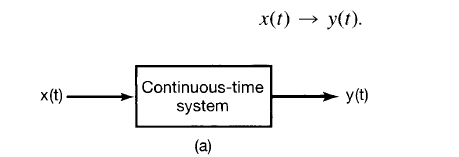 x(t) → y(t).
x(t)
Continuous-time
system
y(t)
(a)